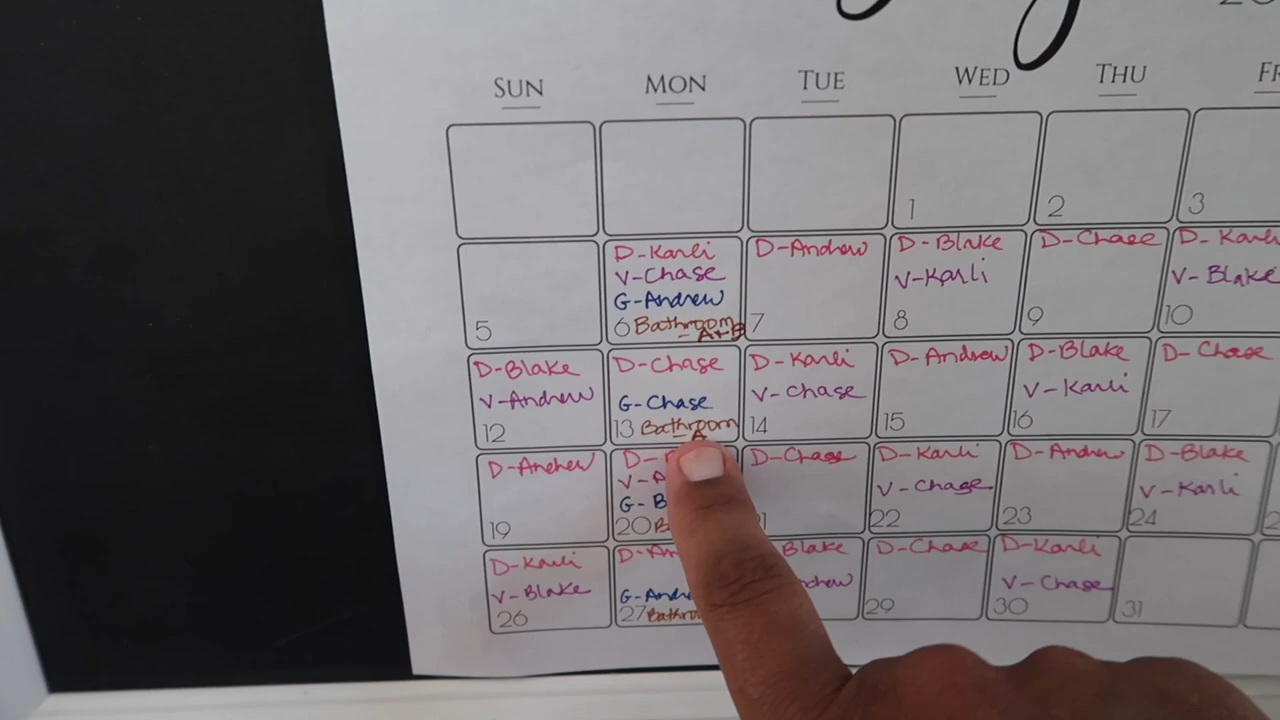 SUN MON TUE WED THU
1 2 3
D-Karli D-Andrew D-Blake D-Chase D-Karli
V-Chase V-Karli V-Blake
G-Andrew
5 6 Bathroom 7 8 9 10
- A+B
D-Blake D-Chase D-Karli D-Andrew D-Blake D-Chase
V-Andrew V-Chase V-Karli
G-Chase
12 13 Bathroom 14 15 16 17
- A
D-Andrew D- D-Chase D-Karli D-Andrew D-Blake
V-A V-Chase V-Karli
G-B
19 20 22 23 24
D-Karli D-An Blake D-Chase D-Karli
V-Blake V-Chase
G-Andre
26 27 29 30 31